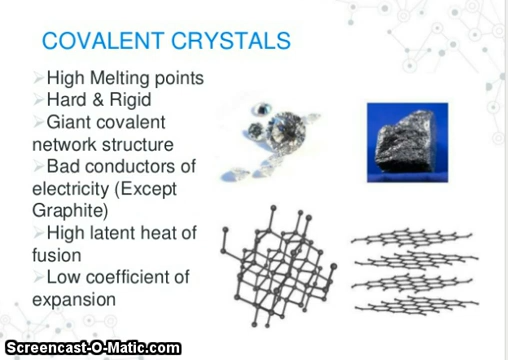 COVALENT CRYSTALS
High Melting points
Hard & Rigid
Giant covalent
network structure
Bad conductors of
electricity (Except
Graphite)
High latent heat of
fusion
Low coefficient of
expansion
Screencast-O-Matic.com